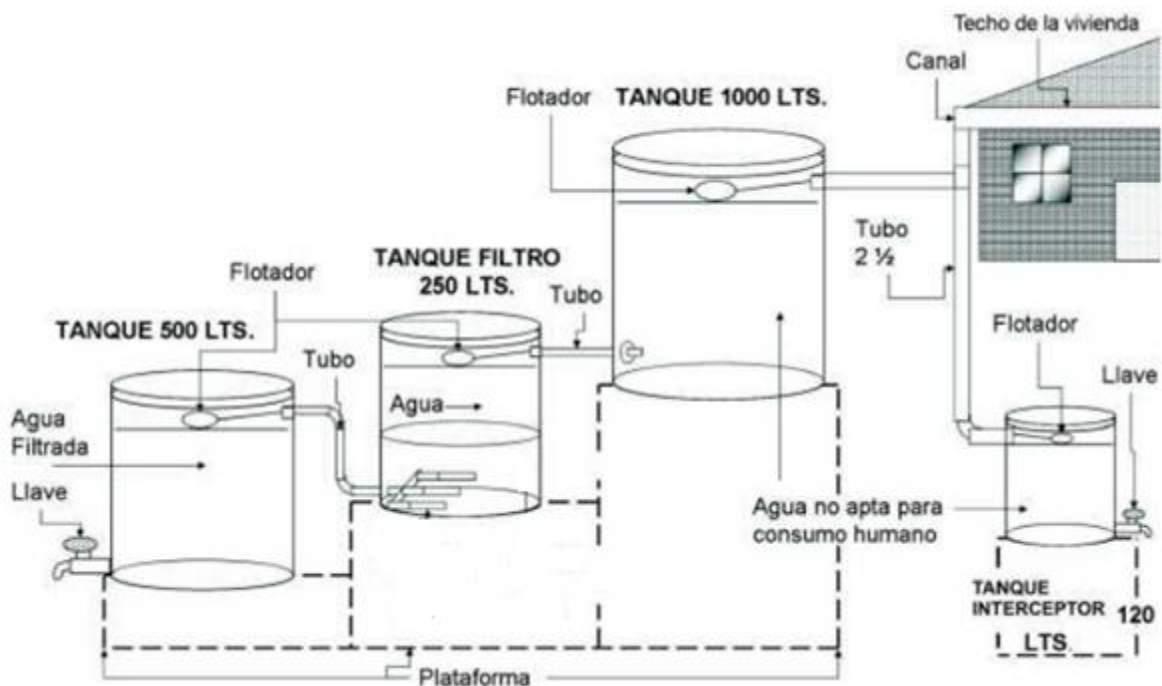 Techo de la vivienda
Canal
Flotador
TANQUE 1000 LTS.
Tubo
2 ½
TANQUE FILTRO
250 LTS.
Flotador
Tubo
TANQUE 500 LTS.
Tubo
Flotador
Llave
Agua
Agua
Filtrada
Llave
Agua no apta para
consumo humano
TANQUE
INTERCEPTOR 120
LTS.
Plataforma